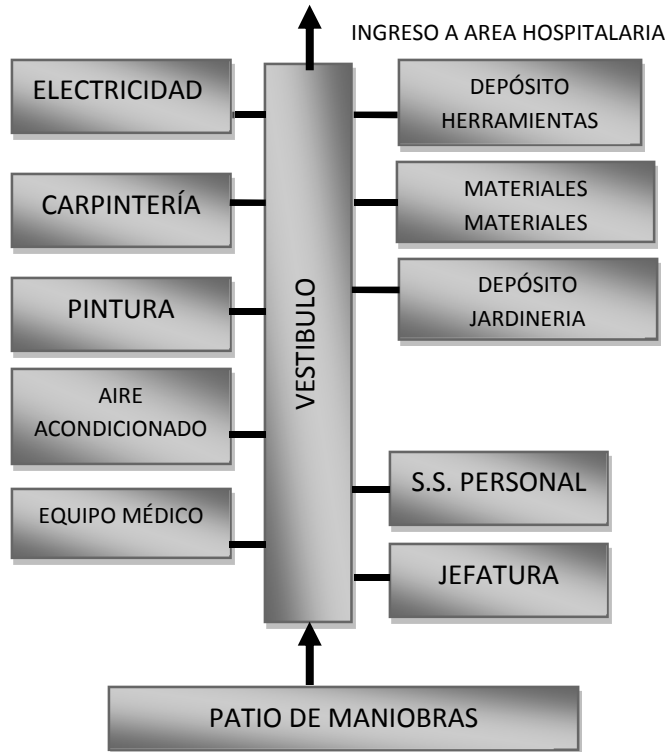 INGRESO A AREA HOSPITALARIA
ELECTRICIDAD
DEPÓSITO
HERRAMIENTAS
CARPINTERÍA
MATERIALES
MATERIALES
PINTURA
DEPÓSITO
JARDINERIA
VESTIBULO
AIRE
ACONDICIONADO
S.S. PERSONAL
EQUIPO MÉDICO
JEFATURA
PATIO DE MANIOBRAS